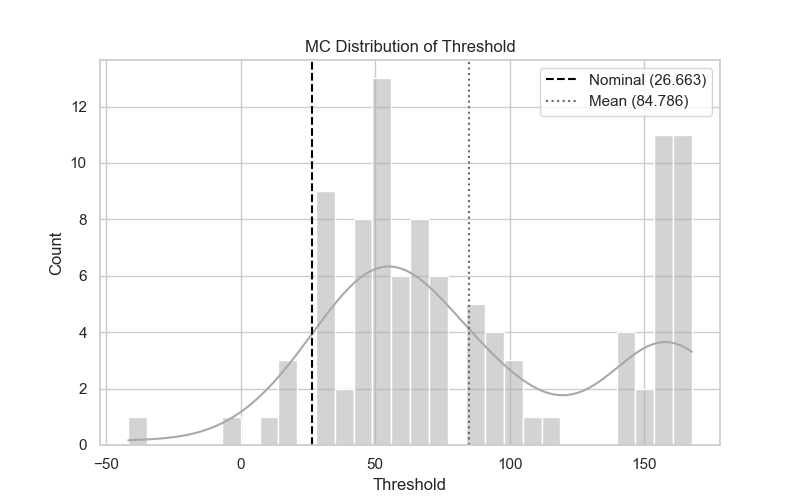 MC Distribution of Threshold
Nominal (26.663)
Mean (84.786)
12
10
8
6
4
2
0
Count
−50
0
50
100
150
Threshold